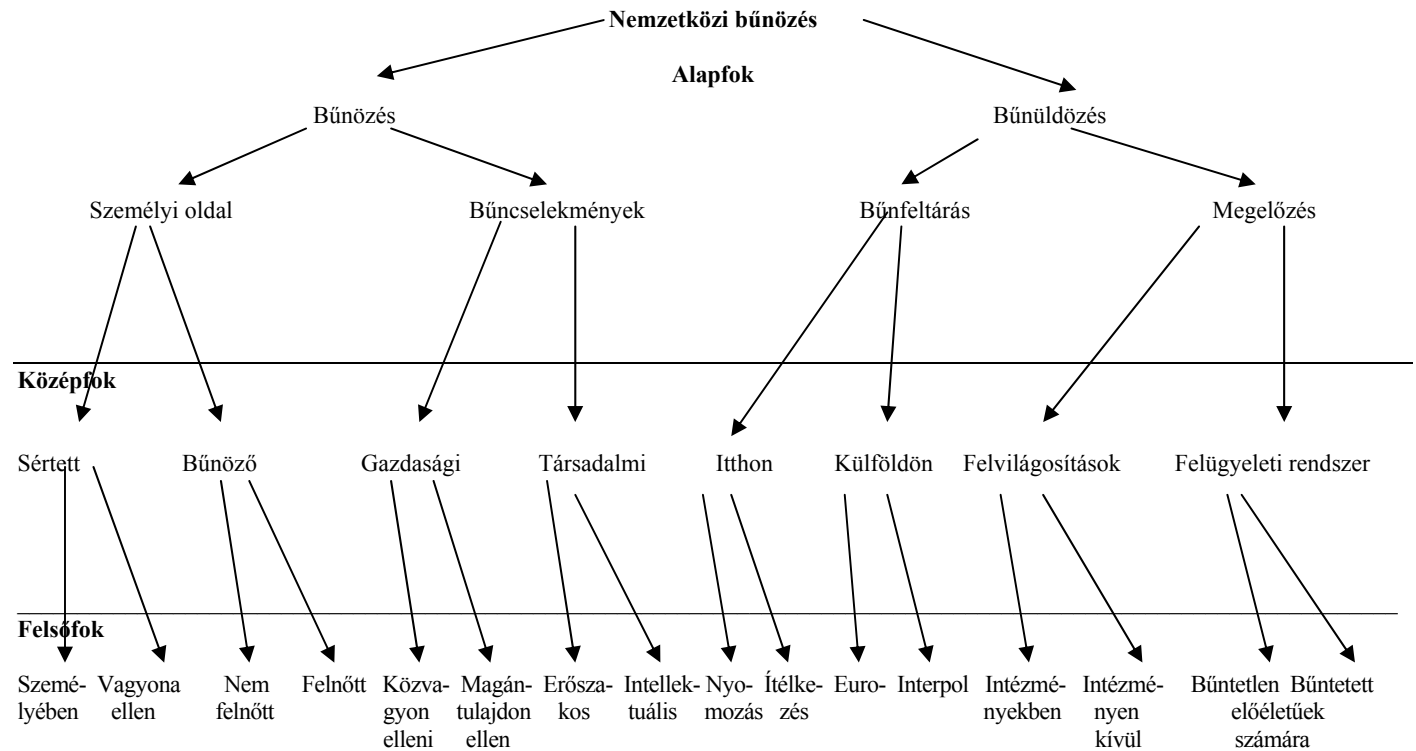 Nemzetközi bűnözés
Alapfok
Bűnözés Bűnüldözés
Személyi oldal Bűncselekmények Bűnfeltárás Megelőzés
Középfok
Sértett Bűnöző Gazdasági Társadalmi Itthon Külföldön Felvilágosítások Felügyeleti rendszer
Felsőfok
Szemé- Vagyona Nem Felnőtt Közva- Magán- Erősza- Intellek- Nyo- Ítélke- Euro- Interpol Intézmé- Intézmé- Bűntetlen Bűntetett
lyében ellen felnőtt gyon tulajdon kos tuális mozás zés nyekben nyen előéletűek
elleni ellen kívül számára